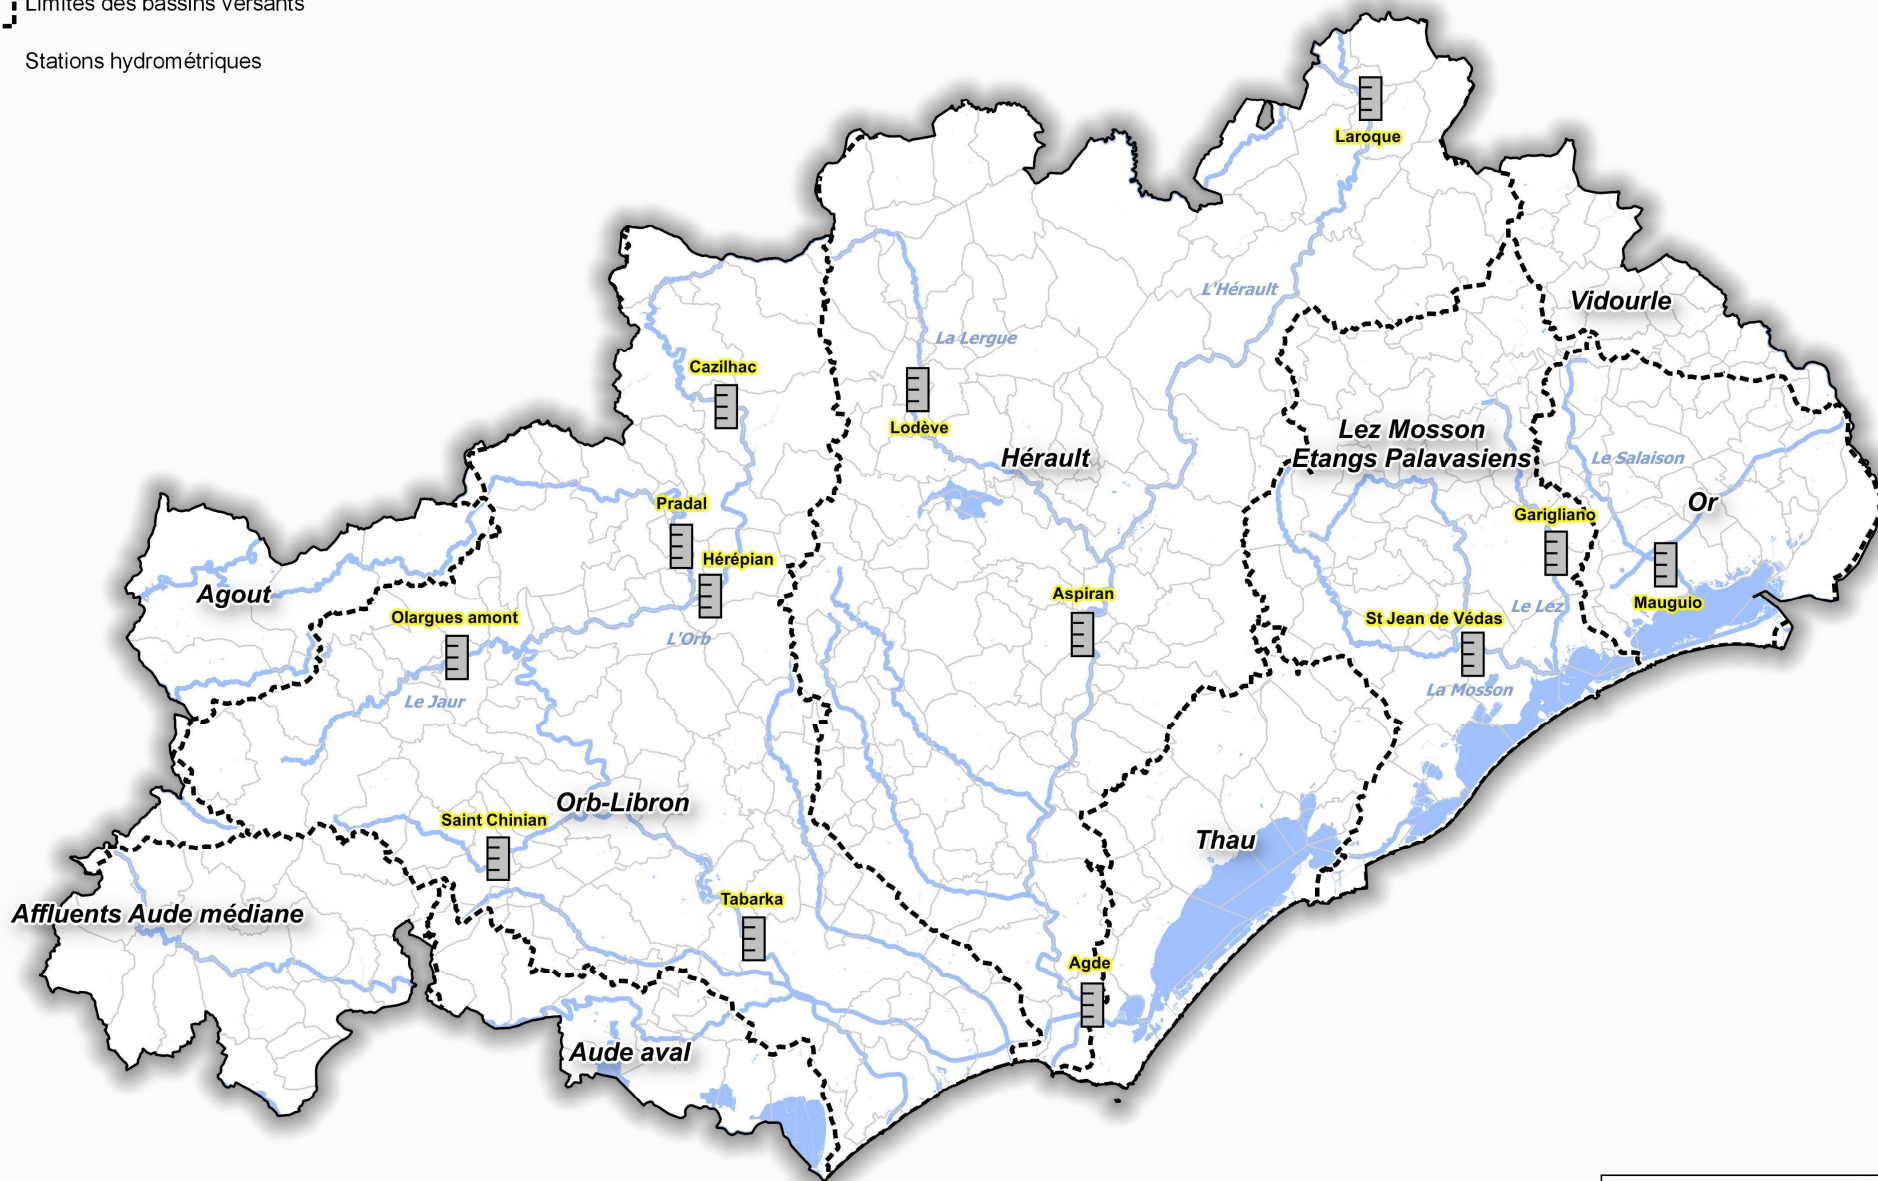 Limites des bassins versants
Stations hydrométriques
Laroque
L'Hérault
Vidourle
La Lergue
Cazilhac
Lodève
Hérault
Lez Mosson
Etangs Palavasiens
Le Salaison
Or
Pradal
Garigliano
Hérépian
Agout
Aspiran
Olargues amont
L'Orb
Le Lez
Mauguio
St Jean de Védas
La Mosson
Le Jaur
Orb-Libron
Saint Chinian
Thau
Tabarka
Affluents Aude médiane
Agde
Aude aval